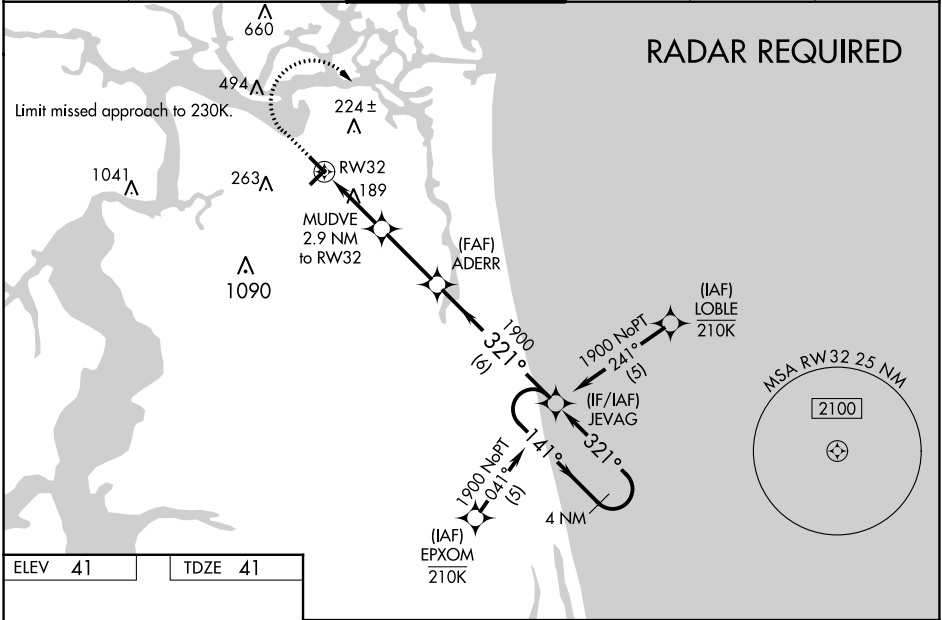 660
RADAR REQUIRED
494
Limit missed approach to 230K.
224 ±
1041
263
RW32
189
MUDVE
2.9 NM
to RW32
(FAF)
ADERR
1090
(IAF)
LOBLE
210K
1900
321°
(6)
1900 NoPT
241°
(5)
MSA RW32 25 NM
2100
(IF/IAF)
JEVAG
141°
321°
1900 NoPT
041°
(5)
4 NM
(IAF)
EPXOM
210K
ELEV 41
TDZE 41